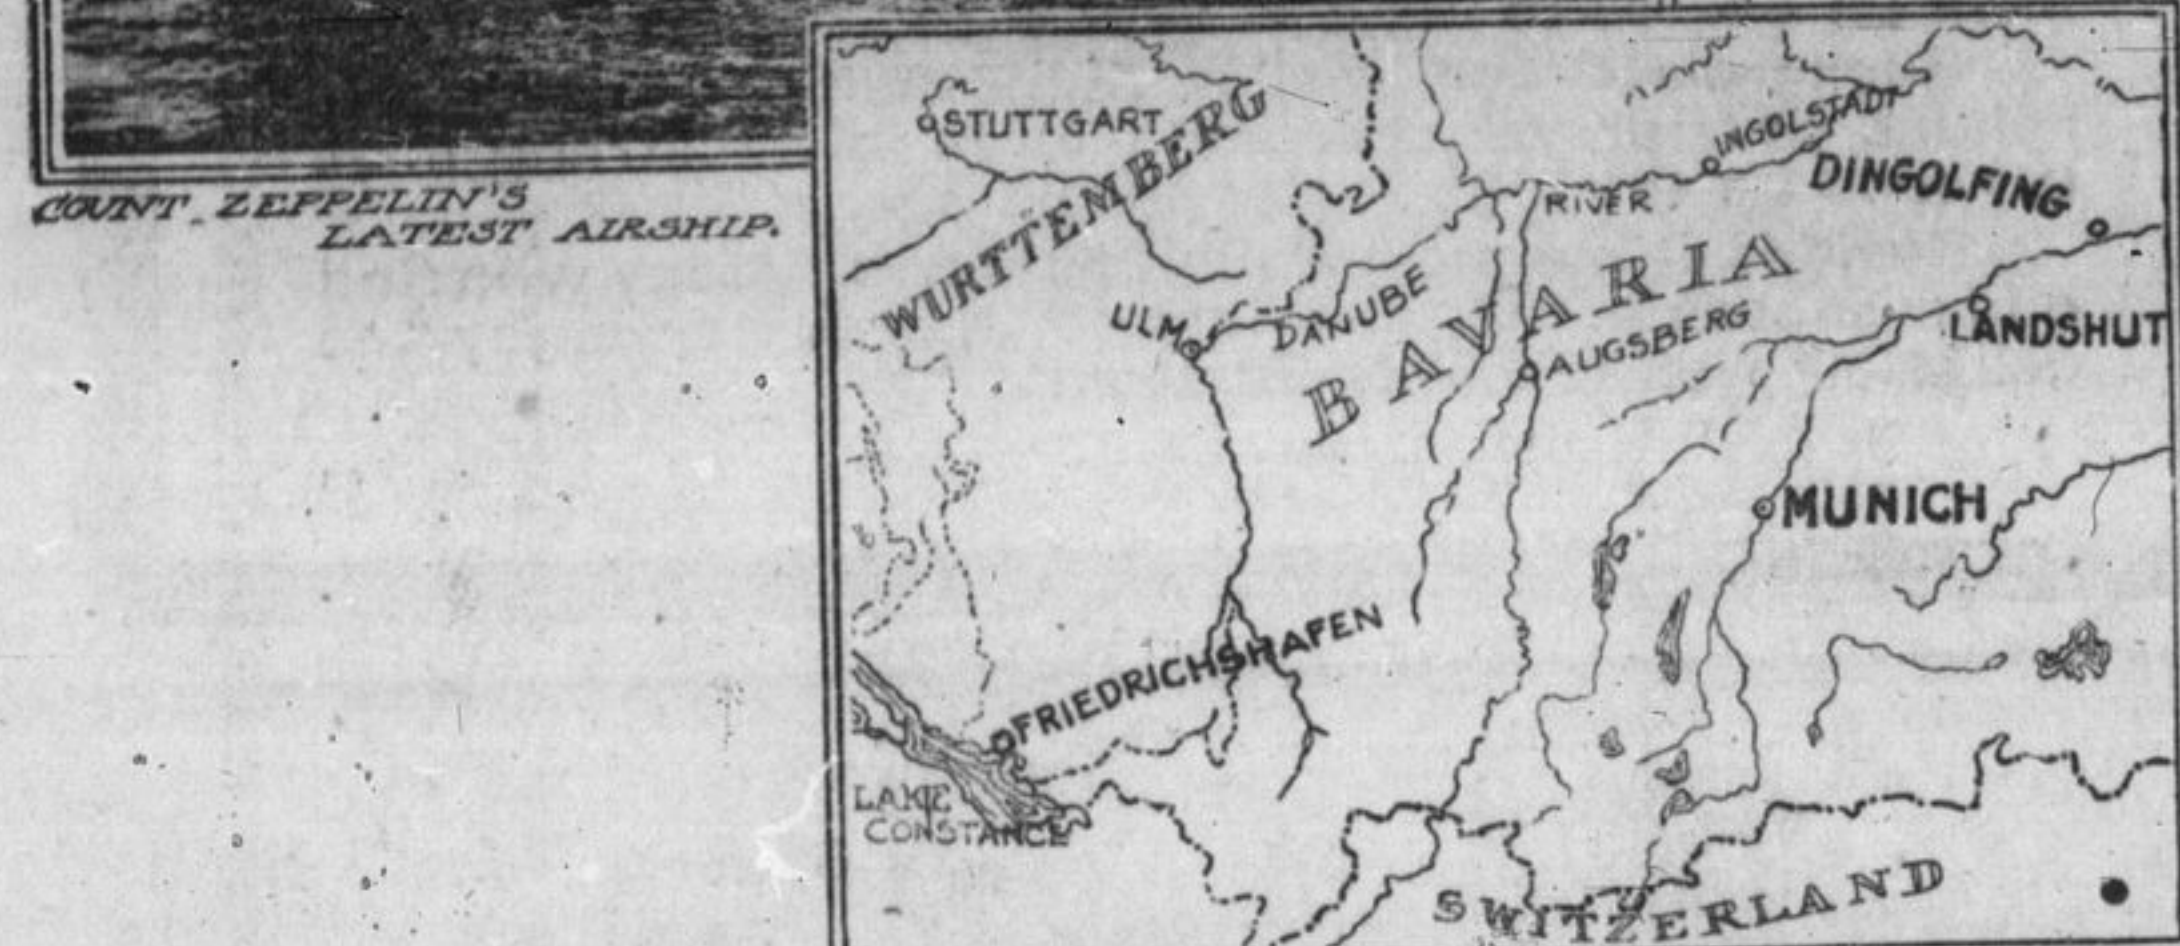 COUNT ZEPPELIN'S
LATEST AIRSHIP.
STUTTGART
WURTTEMBERG
INGOLSTADT
DINGOLFING
RIVER
BAVARIA
ULM
DANUBE
AUGSBERG
LANDSHUT
MUNICH
FRIEDRICHSHAFEN
LAKE
CONSTANCE
SWITZERLAND